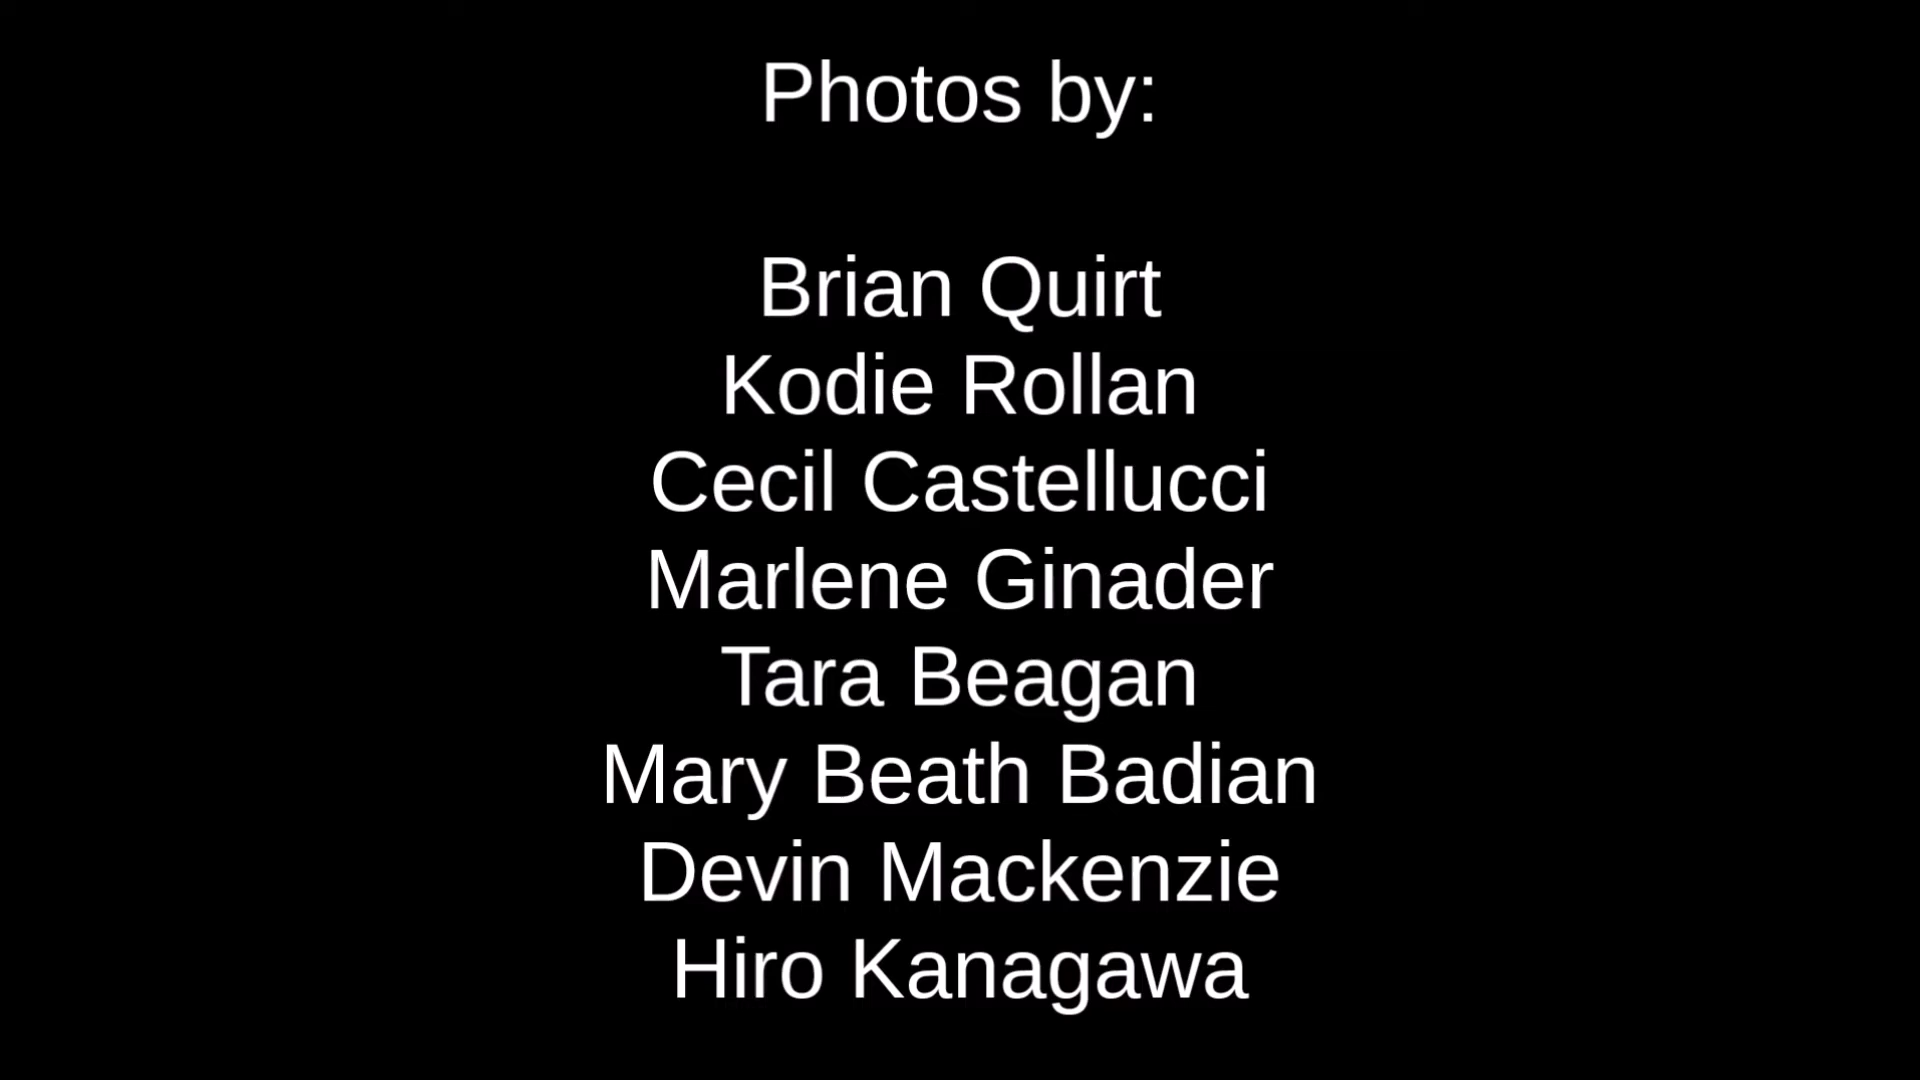 Photos by:
Brian Quirt
Kodie Rollan
Cecil Castellucci
Marlene Ginader
Tara Beagan
Mary Beath Badian
Devin Mackenzie
Hiro Kanagawa